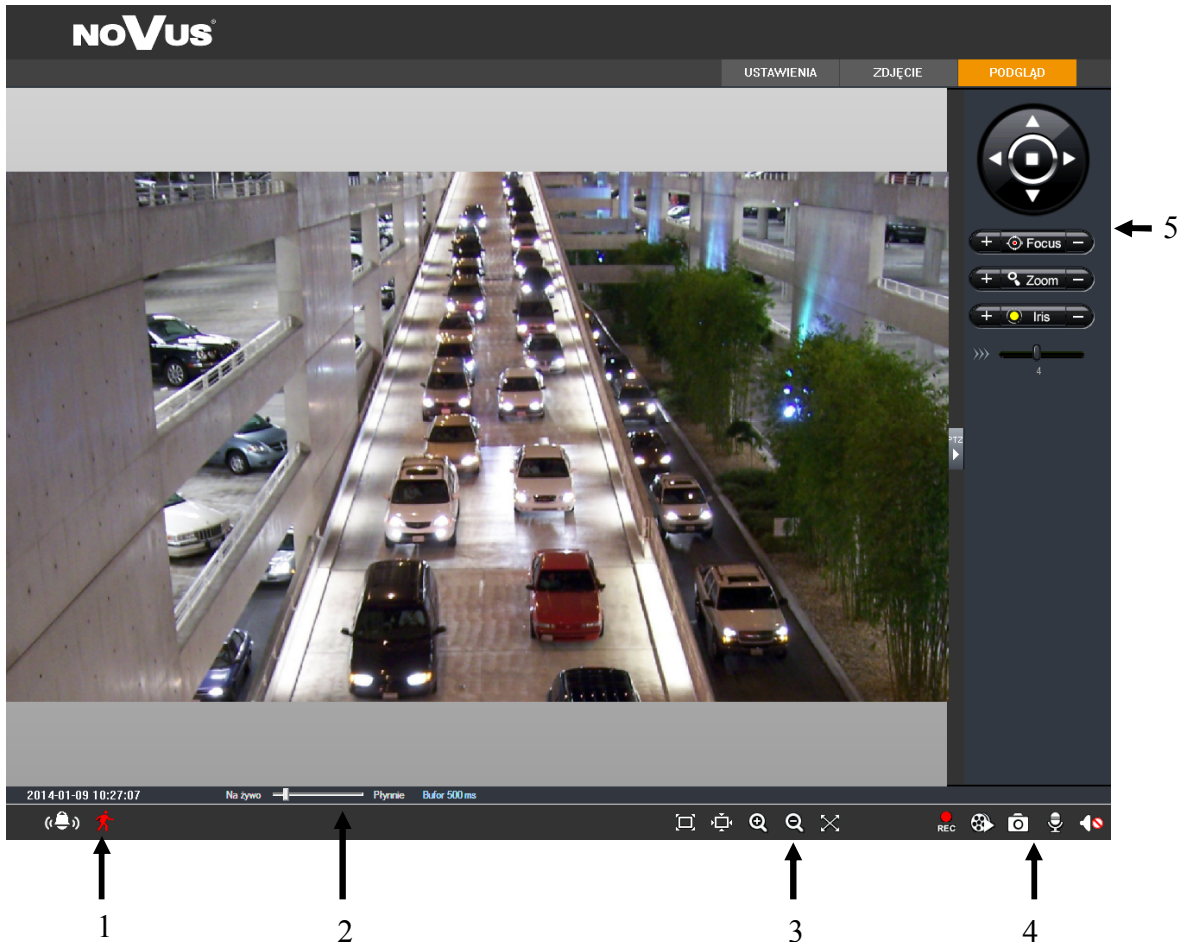 NOVUS®
USTAWIENIA ZDJĘCIE PODGLĄD
5
+ Focus −
+ Zoom −
+ Iris −
4
PTZ
2014-01-09 10:27:07 Na żywo Płynnie Bufor 500 ms
REC
1 2 3 4